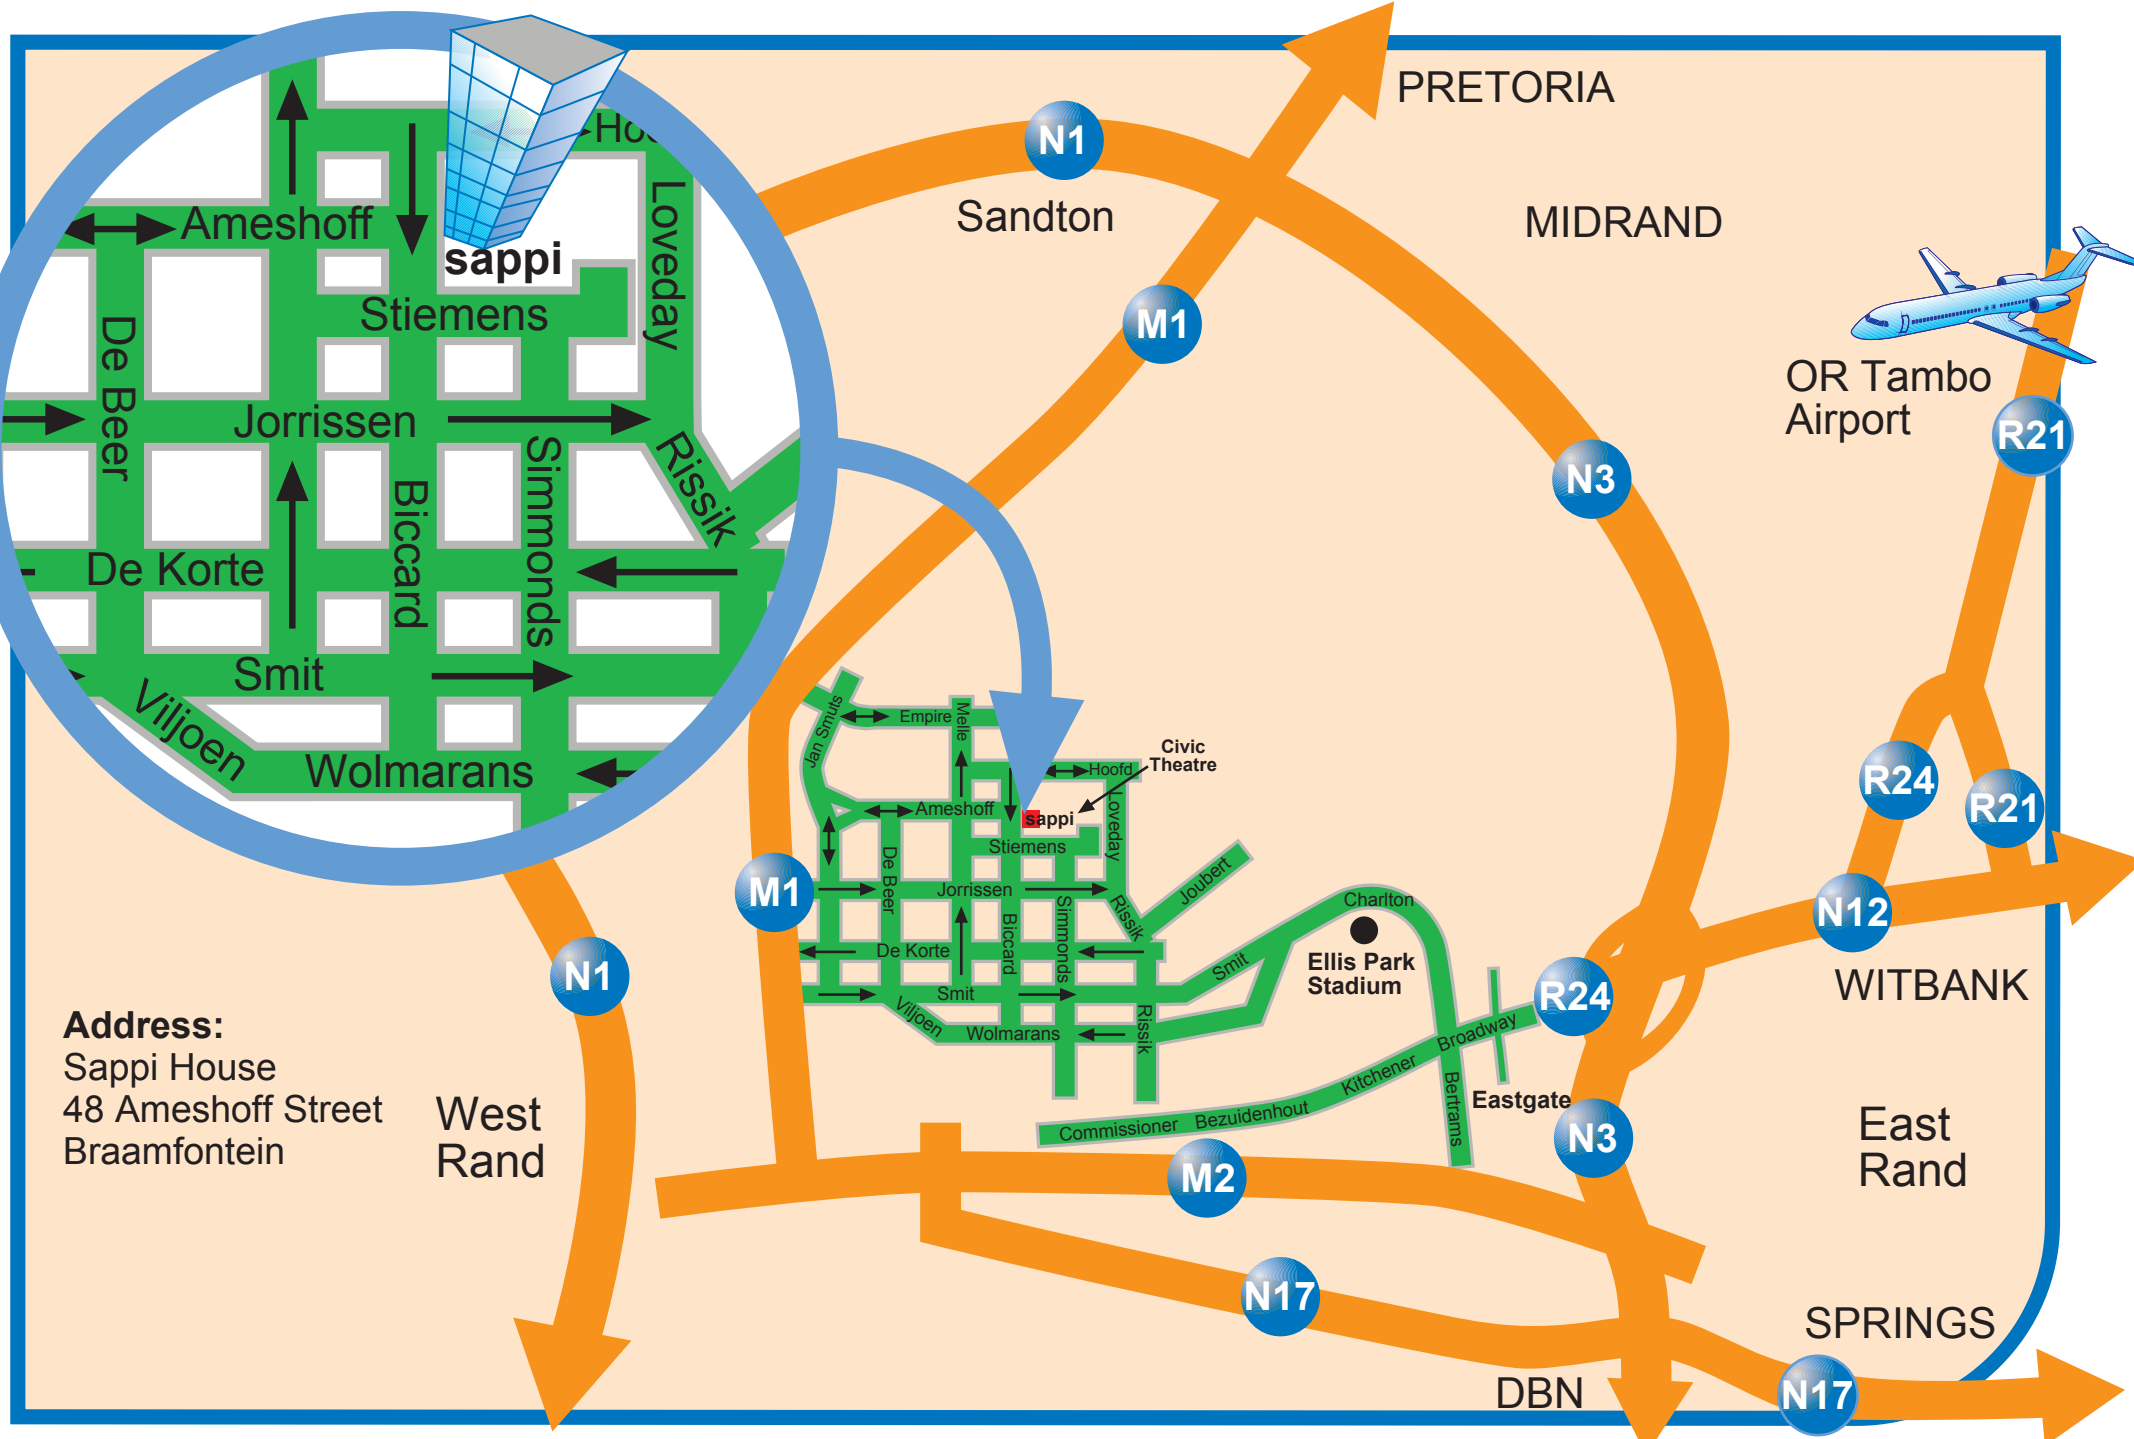 PRETORIA
N1
Sandton
MIDRAND
M1
OR Tambo
Airport
R21
N3
Ameshoff
sappi
Stiemens
Loveday
De Beer
Jorrissen
Rissik
Simmonds
Biccard
De Korte
Smit
Viljoen
Wolmarans
Jan Smuts
Empire
Melle
Civic
Theatre
Hoofd
Ameshoff
sappi
Stiemens
Loveday
De Beer
Jorrissen
Rissik
Joubert
Biccard
Simmonds
De Korte
Smit
Viljoen
Wolmarans
Rissik
Smit
Charlton
Ellis Park
Stadium
M1
R24
R21
N12
WITBANK
R24
N1
Address:
Sappi House
48 Ameshoff Street
Braamfontein
West
Rand
Commissioner
Bezuidenhout
Kitchener
Broadway
Bertrams
Eastgate
N3
M2
East
Rand
N17
SPRINGS
DBN
N17